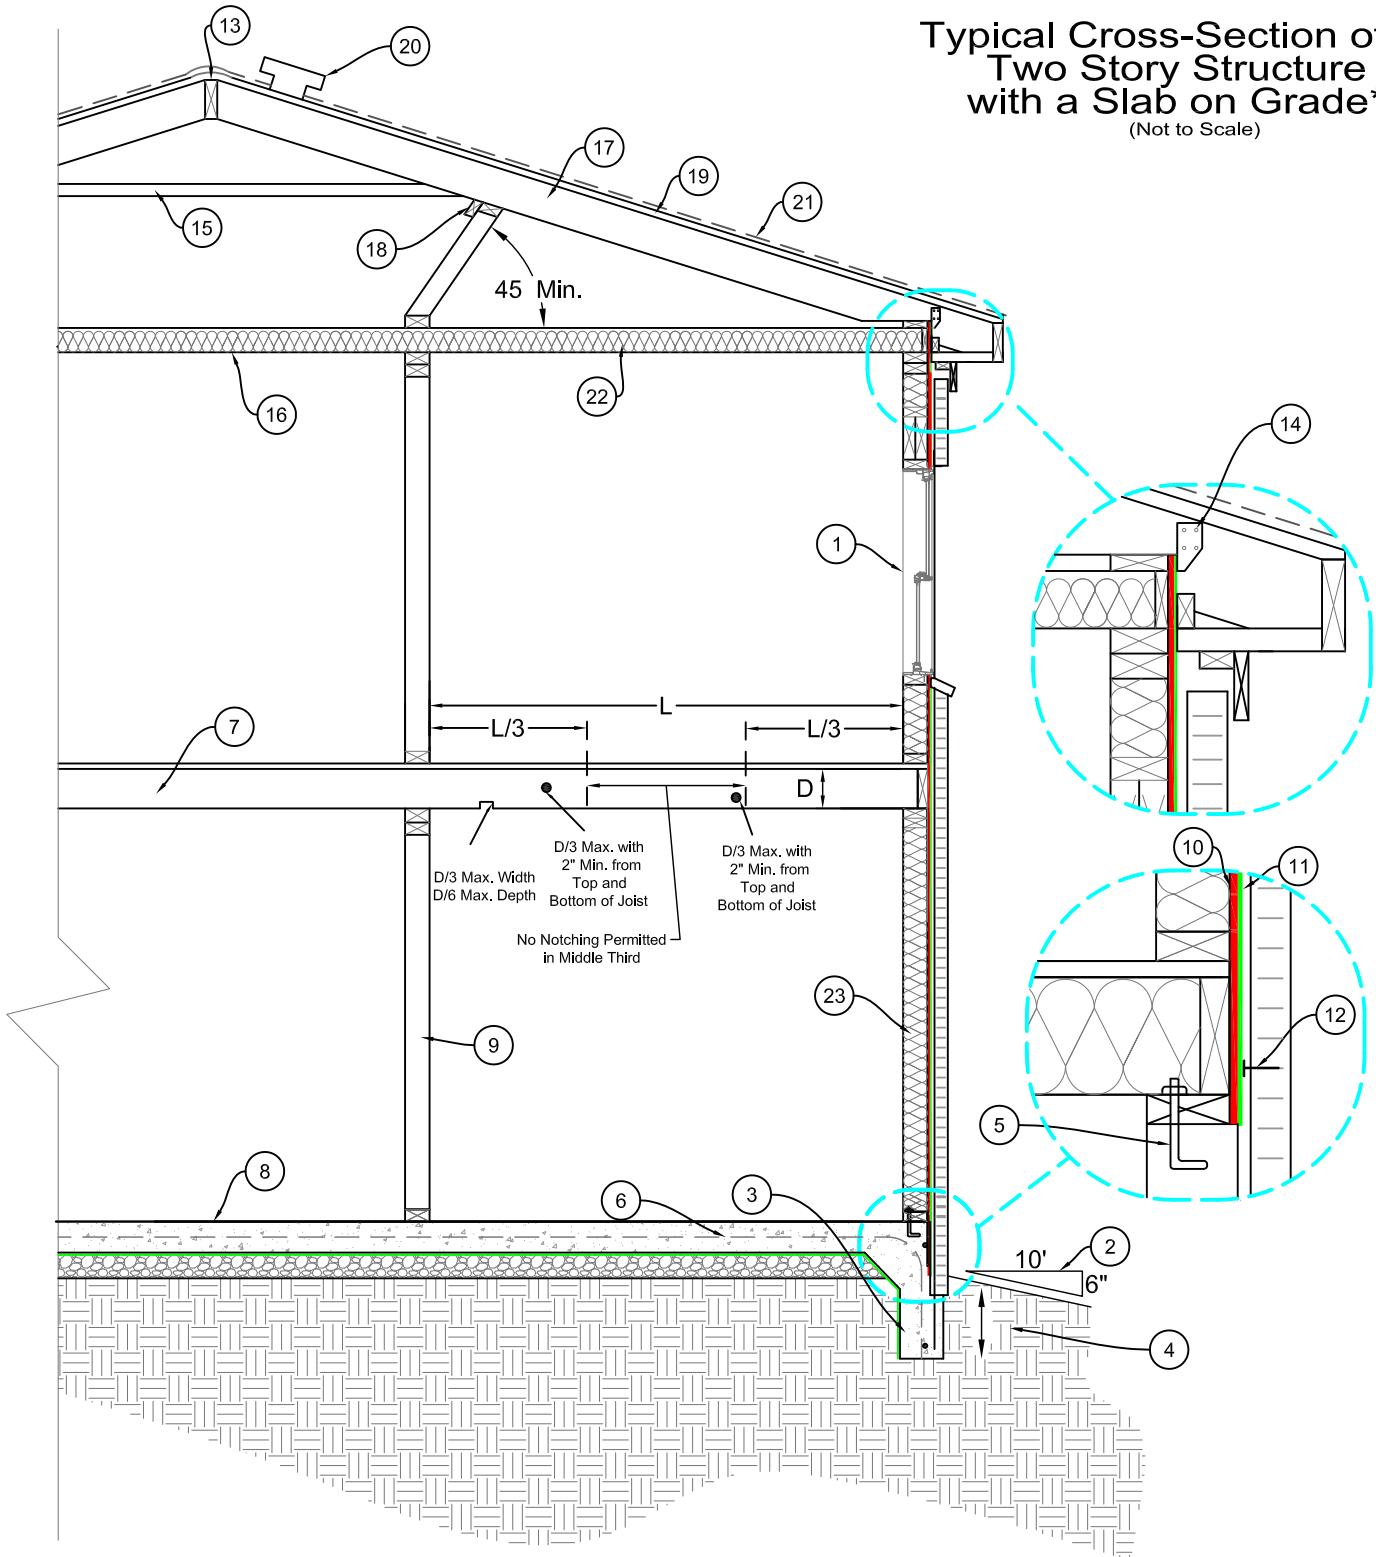 Typical Cross-Section of
Two Story Structure
with a Slab on Grade*
(Not to Scale)
13
20
17
19
21
15
18
45 Min.
16
22
14
1
L
L/3
L/3
7
D
D/3 Max. Width
D/6 Max. Depth
D/3 Max. with
2" Min. from
Top and
Bottom of Joist
D/3 Max. with
2" Min. from
Top and
Bottom of Joist
No Notching Permitted
in Middle Third
10
11
23
12
9
5
8
6
3
2
10'
6"
4